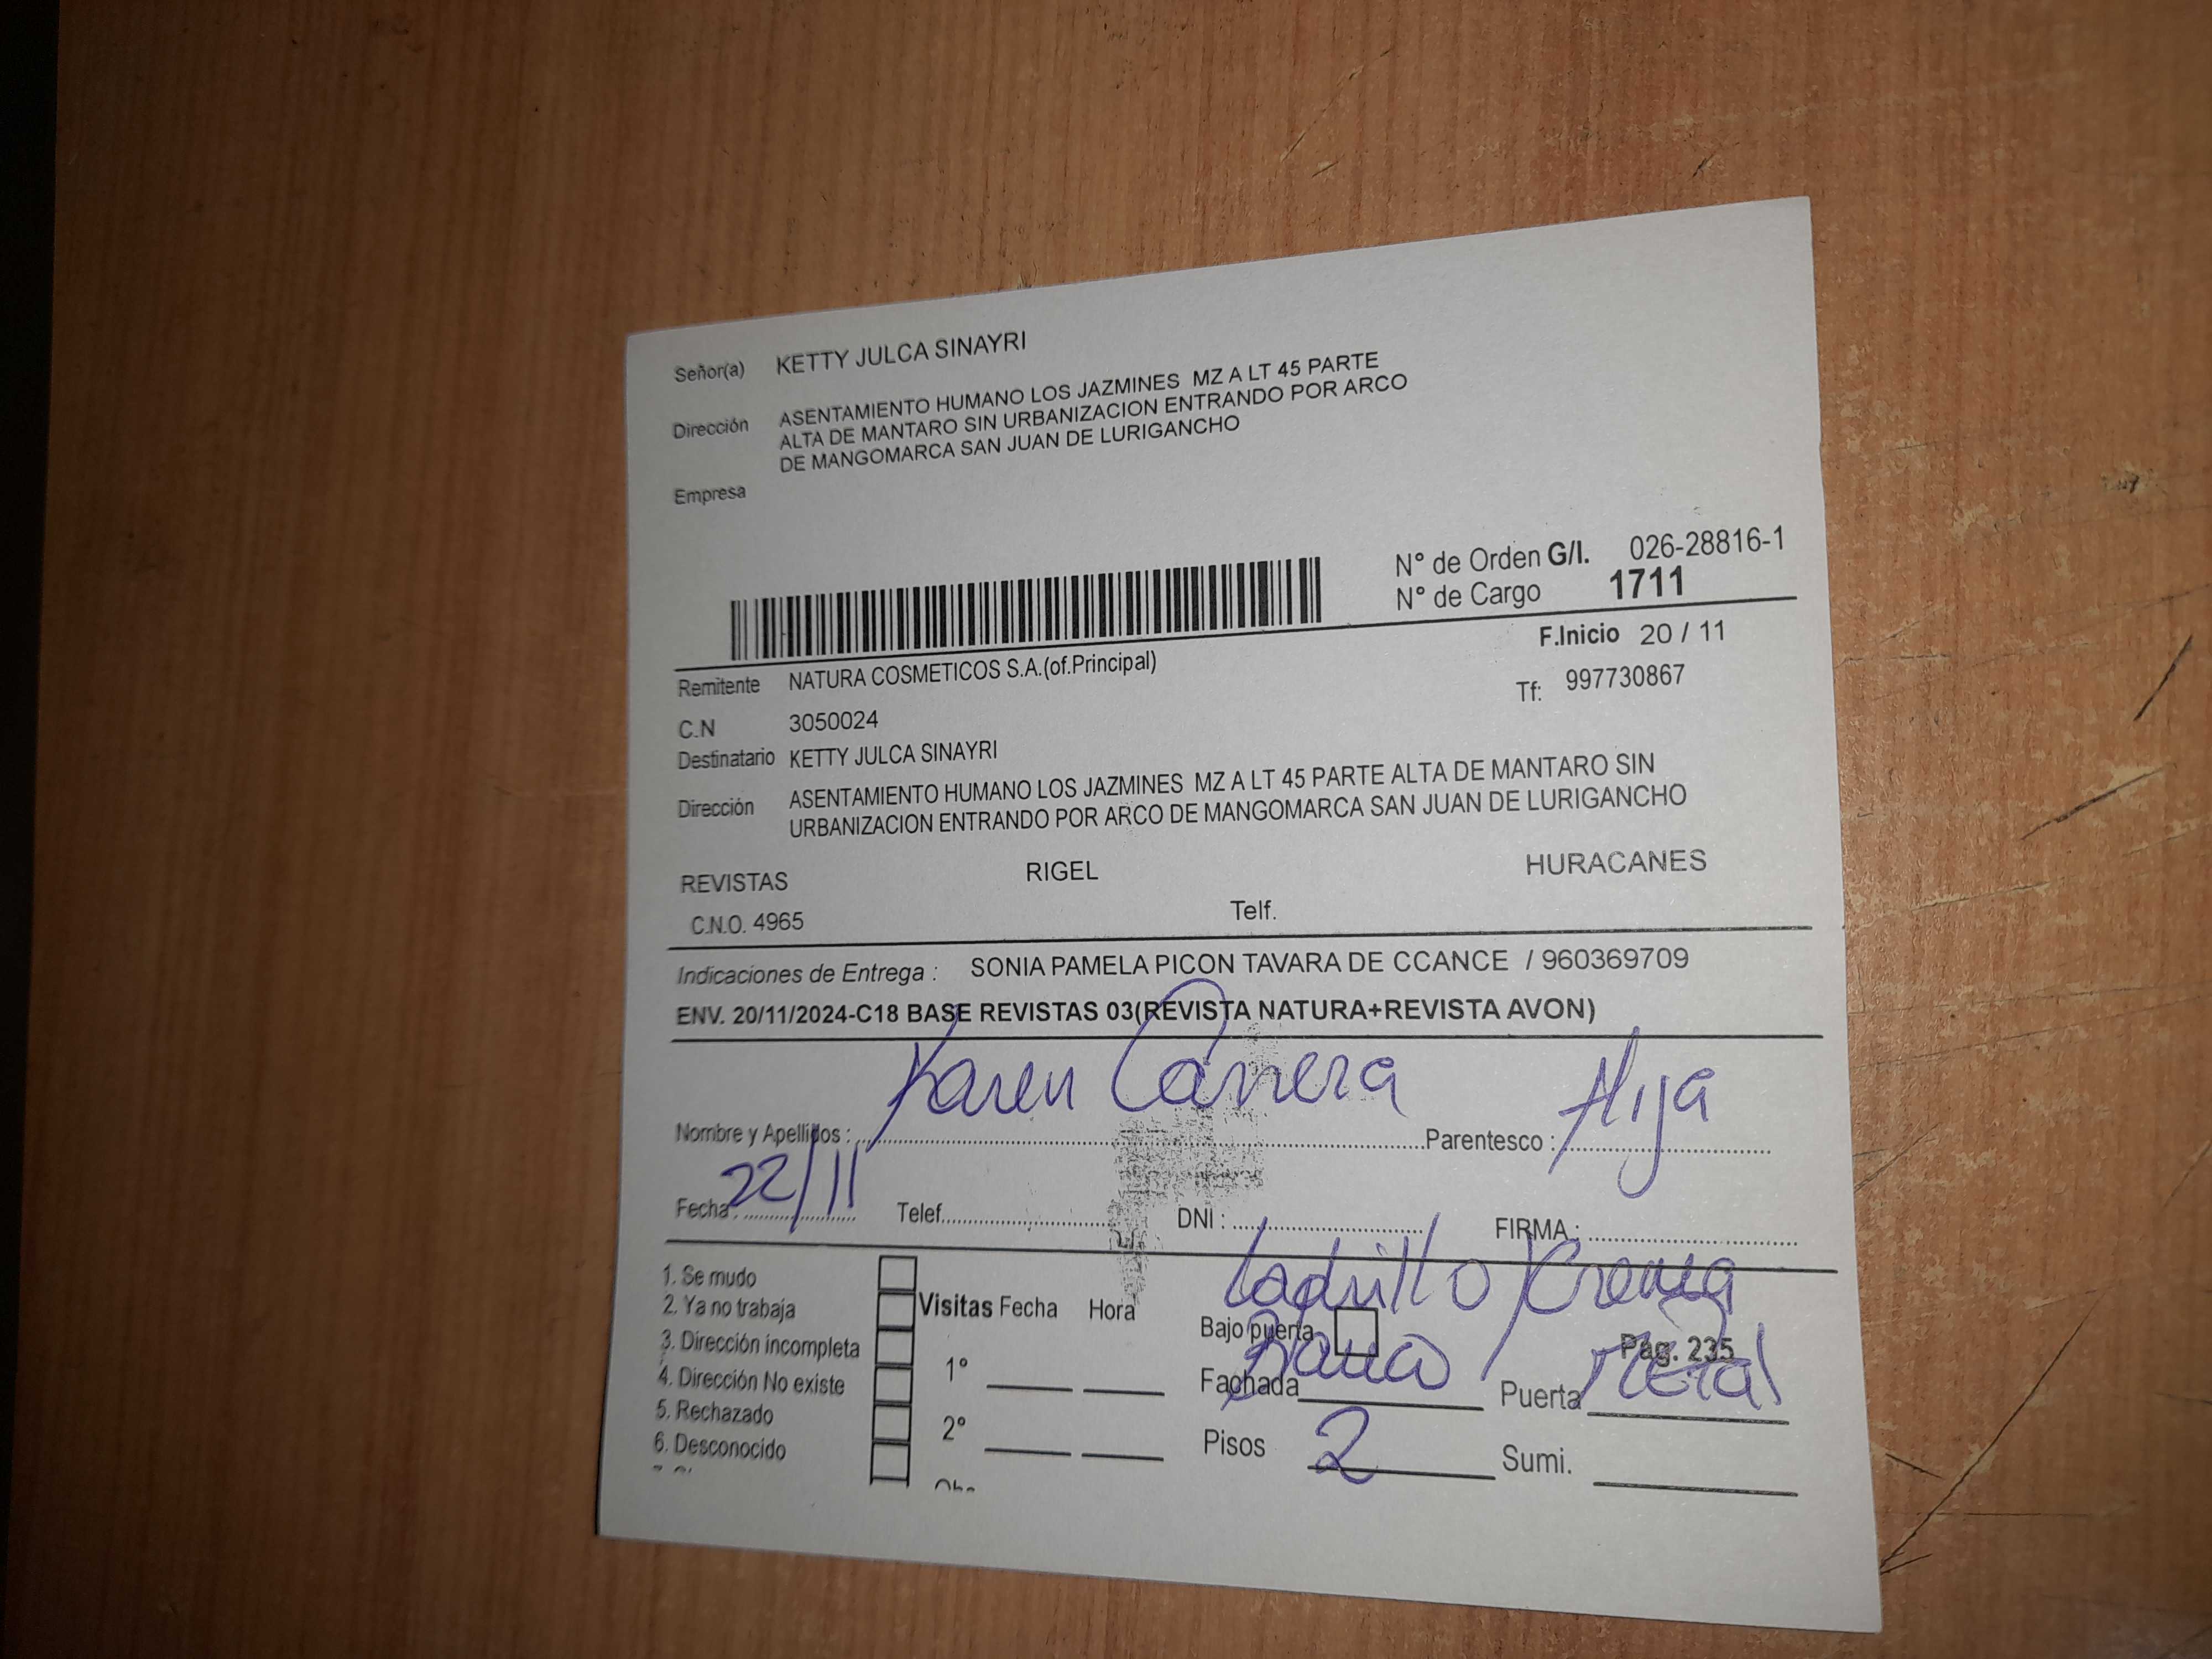 Señor(a) KETTY JULCA SINAYRI
Dirección ASENTAMIENTO HUMANO LOS JAZMINES MZ A LT 45 PARTE
ALTA DE MANTARO SIN URBANIZACION ENTRANDO POR ARCO
DE MANGOMARCA SAN JUAN DE LURIGANCHO
Empresa
N° de Orden G/I. 026-28816-1
N° de Cargo 1711
F.Inicio 20 / 11
Remitente NATURA COSMETICOS S.A.(of.Principal)
Tf: 997730867
C.N 3050024
Destinatario KETTY JULCA SINAYRI
Dirección ASENTAMIENTO HUMANO LOS JAZMINES MZ A LT 45 PARTE ALTA DE MANTARO SIN
URBANIZACION ENTRANDO POR ARCO DE MANGOMARCA SAN JUAN DE LURIGANCHO
REVISTAS RIGEL HURACANES
C.N.O. 4965 Telf.
Indicaciones de Entrega : SONIA PAMELA PICON TAVARA DE CCANCE / 960369709
ENV. 20/11/2024-C18 BASE REVISTAS 03(REVISTA NATURA+REVISTA AVON)
Nombre y Apellidos : Karen Carrera Parentesco : Hija
Fecha : 22/11 Telef. DNI : FIRMA :
Ladrillo / Crema
1. Se mudo
2. Ya no trabaja
3. Dirección incompleta
4. Dirección No existe
5. Rechazado
6. Desconocido
Visitas Fecha Hora
1°
2°
Bajo puerta
Pág. 235
Fachada Blanco / Puerta Metal
Pisos 2 Sumi.